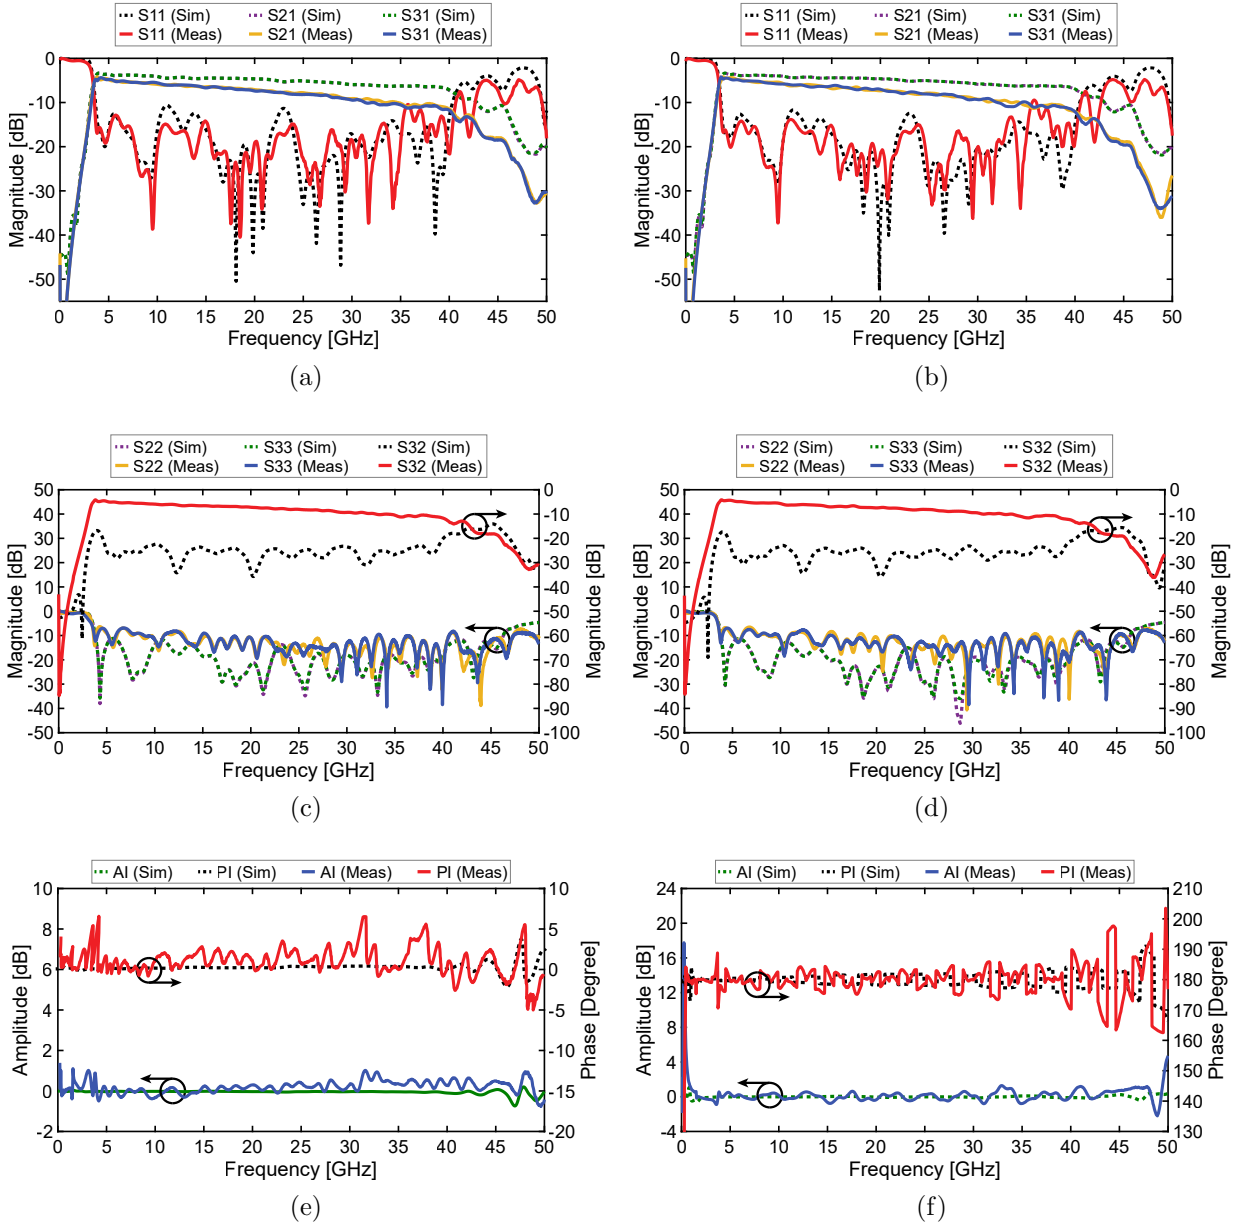 S11 (Sim) S21 (Sim) S31 (Sim)
S11 (Meas) S21 (Meas) S31 (Meas)
0
-10
-20
-30
-40
-50
Magnitude [dB]
0 5 10 15 20 25 30 35 40 45 50
Frequency [GHz]
(a)
S11 (Sim) S21 (Sim) S31 (Sim)
S11 (Meas) S21 (Meas) S31 (Meas)
0
-10
-20
-30
-40
-50
Magnitude [dB]
0 5 10 15 20 25 30 35 40 45 50
Frequency [GHz]
(b)
S22 (Sim) S33 (Sim) S32 (Sim)
S22 (Meas) S33 (Meas) S32 (Meas)
50 0
40 -10
30 -20
20 -30
10 -40
0 -50
-10 -60
-20 -70
-30 -80
-40 -90
-50 -100
Magnitude [dB]
Magnitude [dB]
0 5 10 15 20 25 30 35 40 45 50
Frequency [GHz]
(c)
S22 (Sim) S33 (Sim) S32 (Sim)
S22 (Meas) S33 (Meas) S32 (Meas)
50 0
40 -10
30 -20
20 -30
10 -40
0 -50
-10 -60
-20 -70
-30 -80
-40 -90
-50 -100
Magnitude [dB]
Magnitude [dB]
0 5 10 15 20 25 30 35 40 45 50
Frequency [GHz]
(d)
AI (Sim) PI (Sim) AI (Meas) PI (Meas)
10 10
8 5
6 0
4 -5
2 -10
0 -15
-2 -20
Amplitude [dB]
Phase [Degree]
0 5 10 15 20 25 30 35 40 45 50
Frequency [GHz]
(e)
AI (Sim) PI (Sim) AI (Meas) PI (Meas)
24 210
20 200
16 190
12 180
8 170
4 160
0 150
-4 140
130
Amplitude [dB]
Phase [Degree]
0 5 10 15 20 25 30 35 40 45 50
Frequency [GHz]
(f)